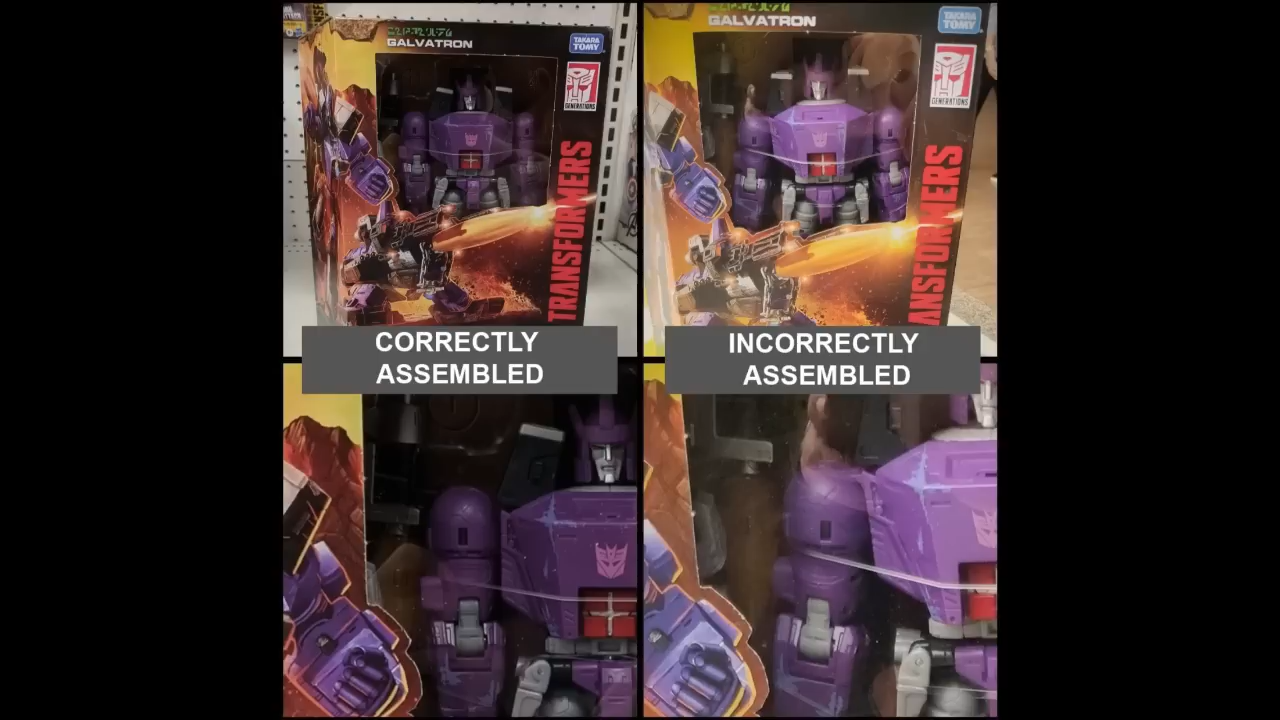 GALVATRON
TAKARA
TOMY
GENERATIONS
TRANSFORMERS
GALVATRON
TAKARA
TOMY
GENERATIONS
ANSFORMERS
CORRECTLY
ASSEMBLED
INCORRECTLY
ASSEMBLED